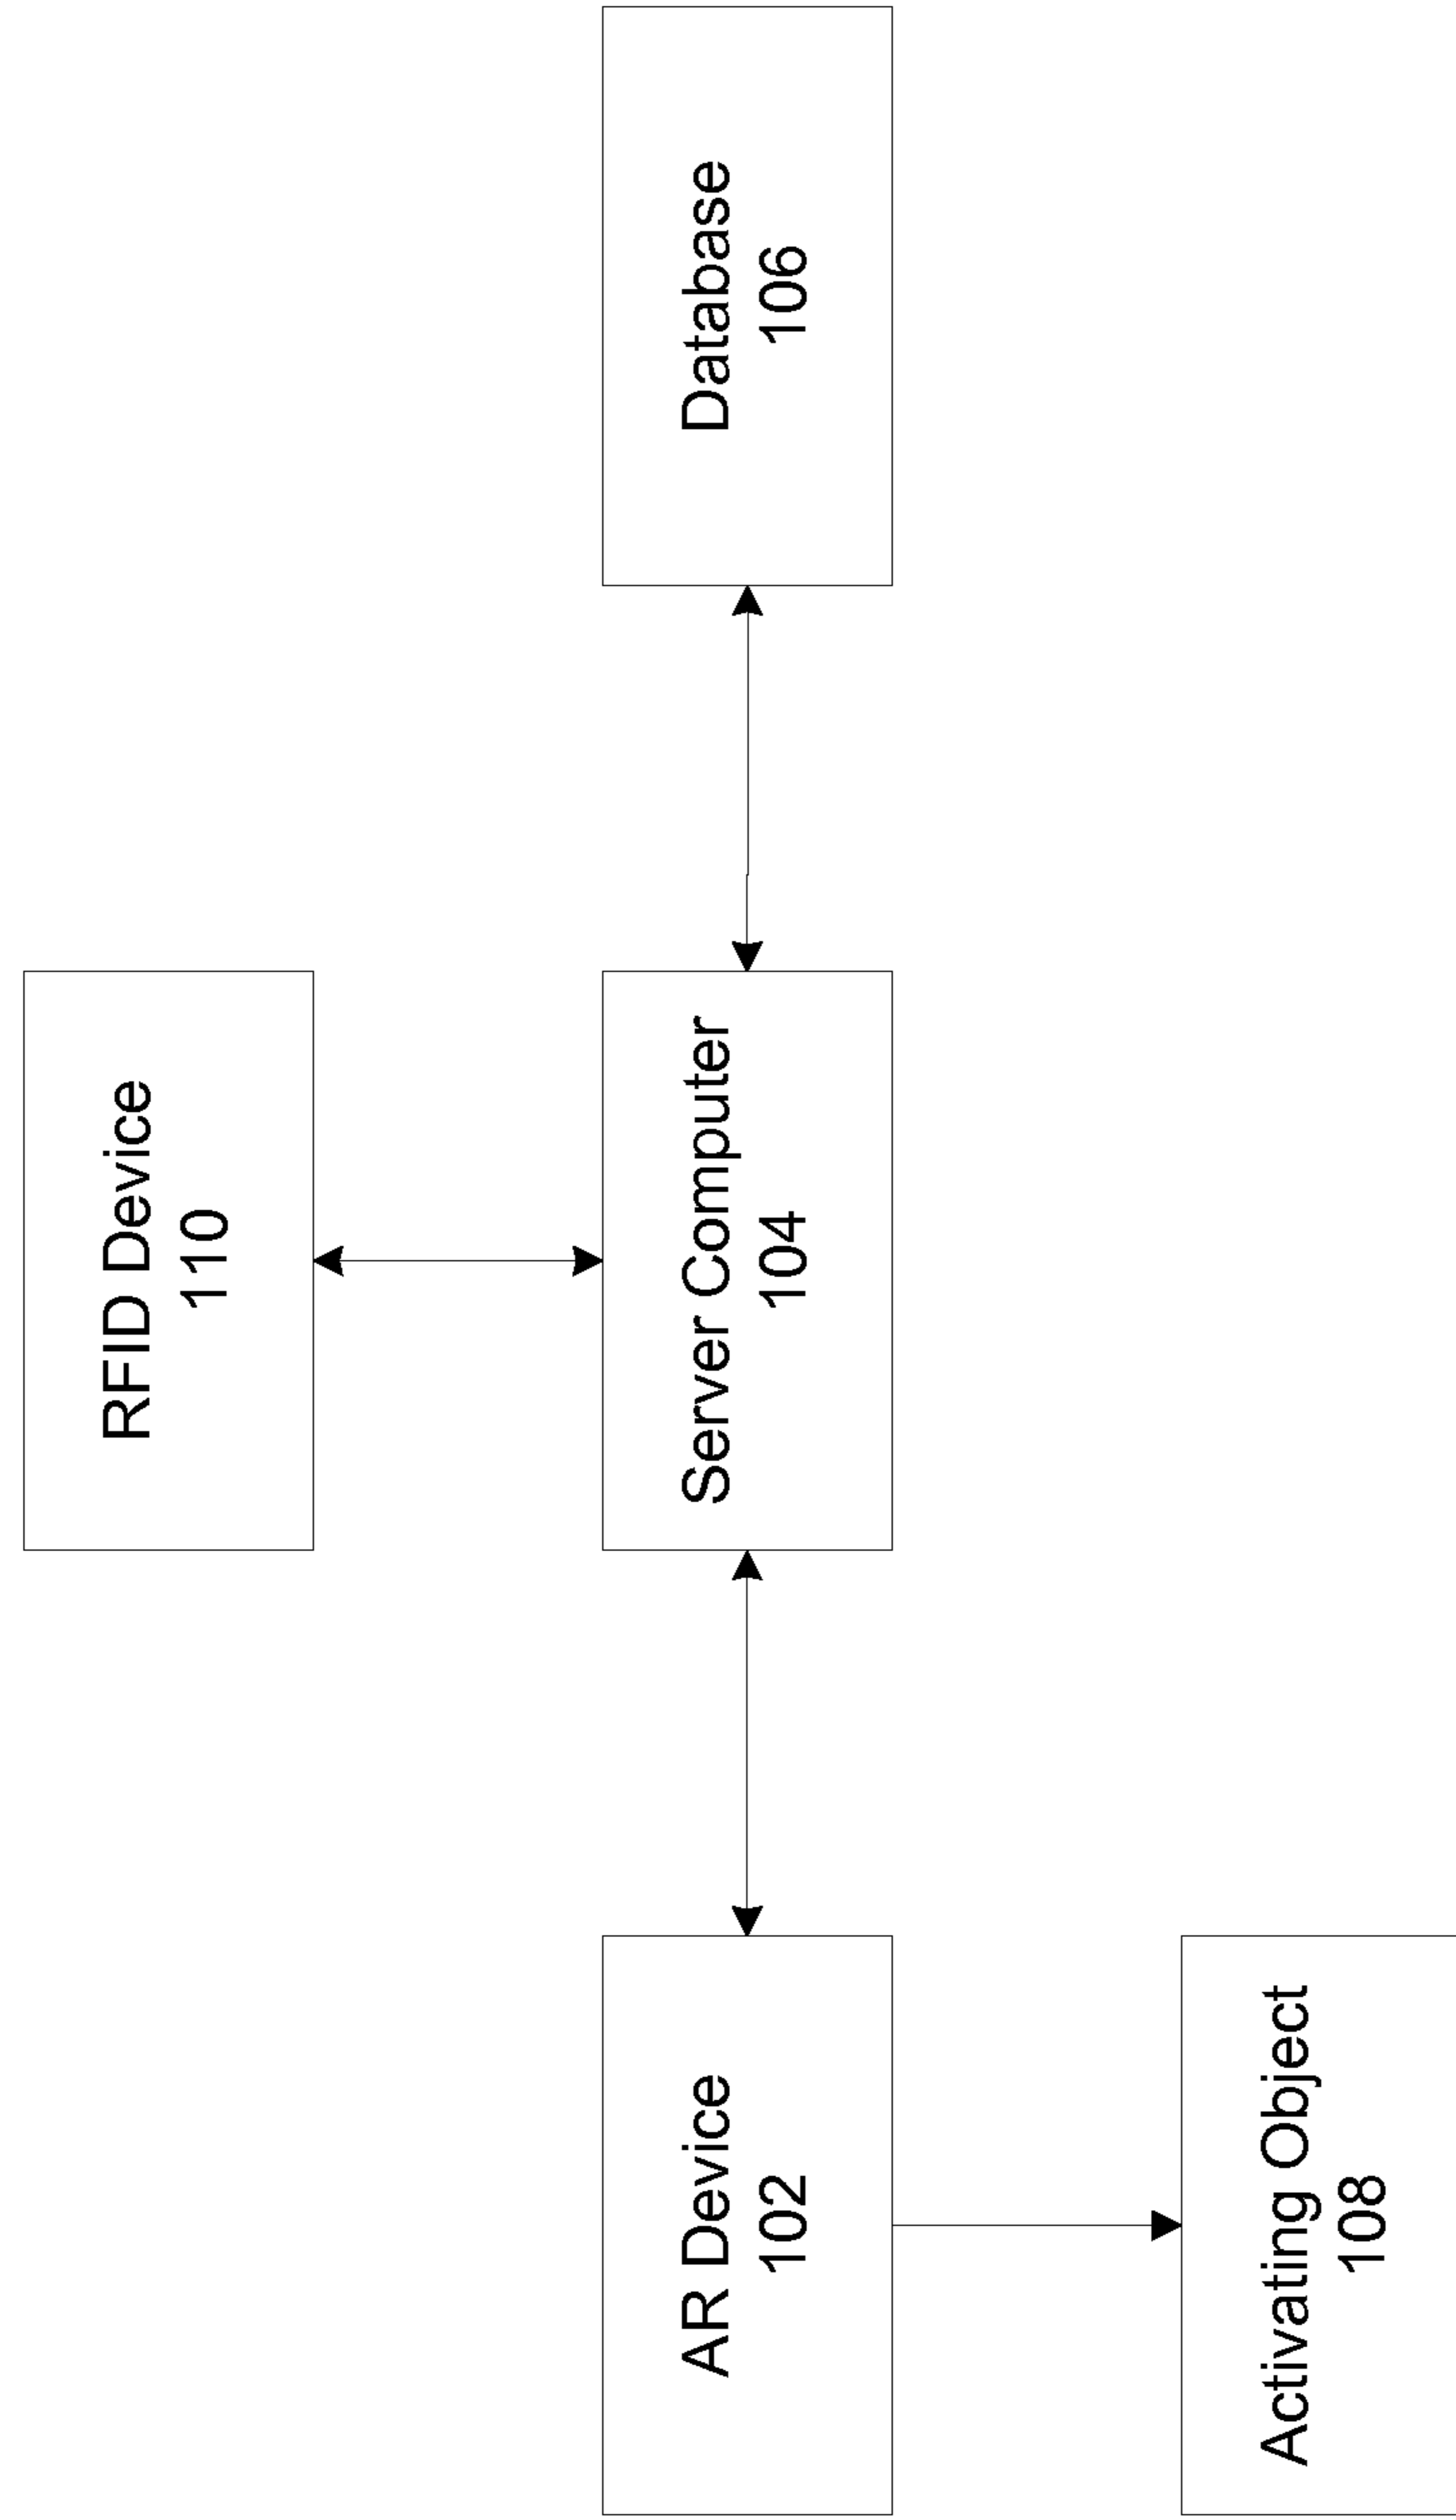 RFID Device
110
AR Device
102
Server Computer
104
Database
106
Activating Object
108